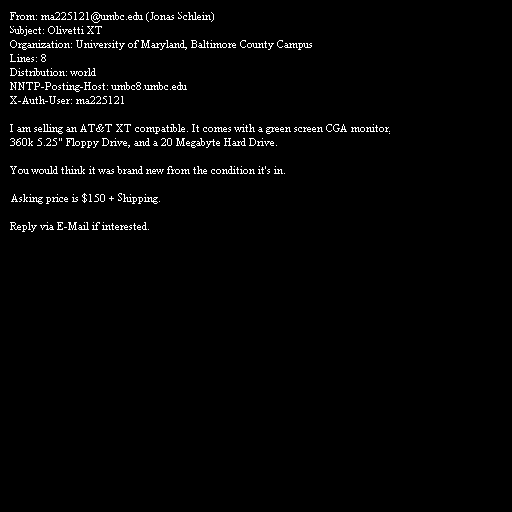 From: ma225121@umbc.edu (Jonas Schlein)
Subject: Olivetti XT
Organization: University of Maryland, Baltimore County Campus
Lines: 8
Distribution: world
NNTP-Posting-Host: umbc8.umbc.edu
X-Auth-User: ma225121

I am selling an AT&T XT compatible. It comes with a green screen CGA monitor,
360k 5.25" Floppy Drive, and a 20 Megabyte Hard Drive.

You would think it was brand new from the condition it's in.

Asking price is $150 + Shipping.

Reply via E-Mail if interested.